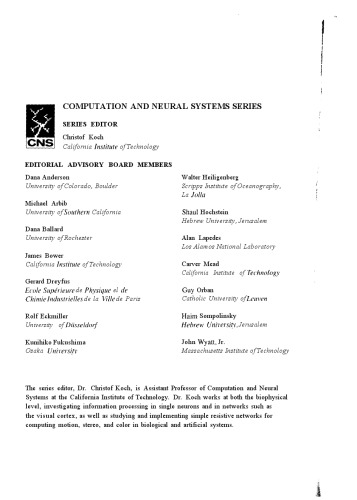 COMPUTATION AND NEURAL SYSTEMS SERIES
SERIES EDITOR
Christof Koch
California Institute of Technology
CNS
EDITORIAL ADVISORY BOARD MEMBERS
Dana Anderson
University of Colorado, Boulder
Michael Arbib
University of Southern California
Dana Ballard
University of Rochester
James Bower
California Institute of Technology
Gerard Dreyfus
Ecole Supérieure de Physique et de
Chimie Industrielles de la Ville de Paris
Rolf Eckmiller
University of Düsseldorf
Kunihiko Fukushima
Osaka University
Walter Heiligenberg
Scripps Institute of Oceanography,
La Jolla
Shaul Hochstein
Hebrew University, Jerusalem
Alan Lapedes
Los Alamos National Laboratory
Carver Mead
California Institute of Technology
Guy Orban
Catholic University of Leuven
Haim Sompolinsky
Hebrew University, Jerusalem
John Wyatt, Jr.
Massachusetts Institute of Technology
The series editor, Dr. Christof Koch, is Assistant Professor of Computation and Neural
Systems at the California Institute of Technology. Dr. Koch works at both the biophysical
level, investigating information processing in single neurons and in networks such as
the visual cortex, as well as studying and implementing simple resistive networks for
computing motion, stereo, and color in biological and artificial systems.